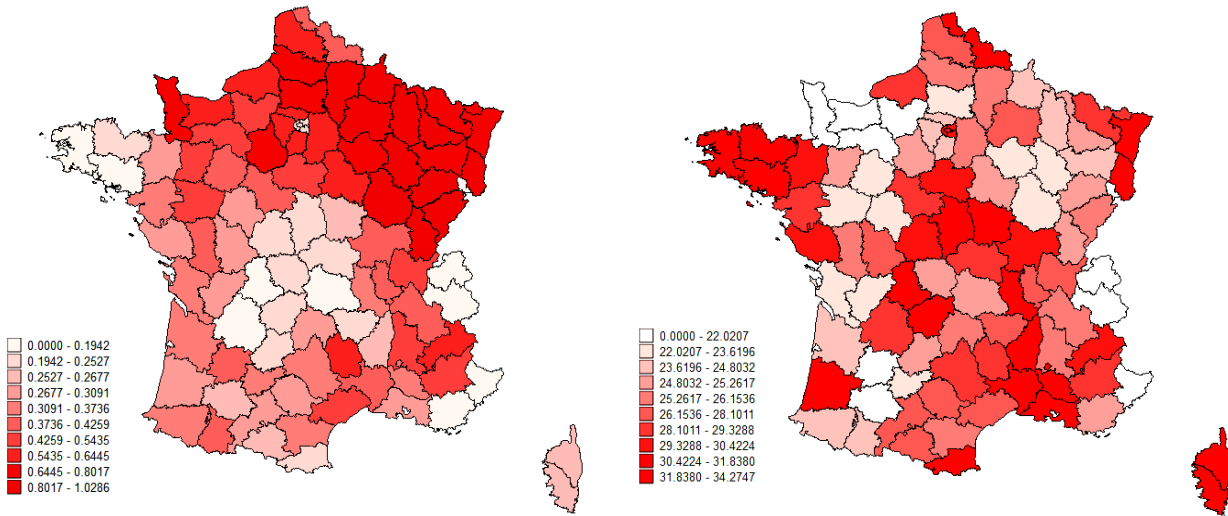 0.0000 - 0.1942
0.1942 - 0.2527
0.2527 - 0.2677
0.2677 - 0.3091
0.3091 - 0.3736
0.3736 - 0.4259
0.4259 - 0.5435
0.5435 - 0.6445
0.6445 - 0.8017
0.8017 - 1.0286
0.0000 - 22.0207
22.0207 - 23.6196
23.6196 - 24.8032
24.8032 - 25.2617
25.2617 - 26.1536
26.1536 - 28.1011
28.1011 - 29.3288
29.3288 - 30.4224
30.4224 - 31.8380
31.8380 - 34.2747